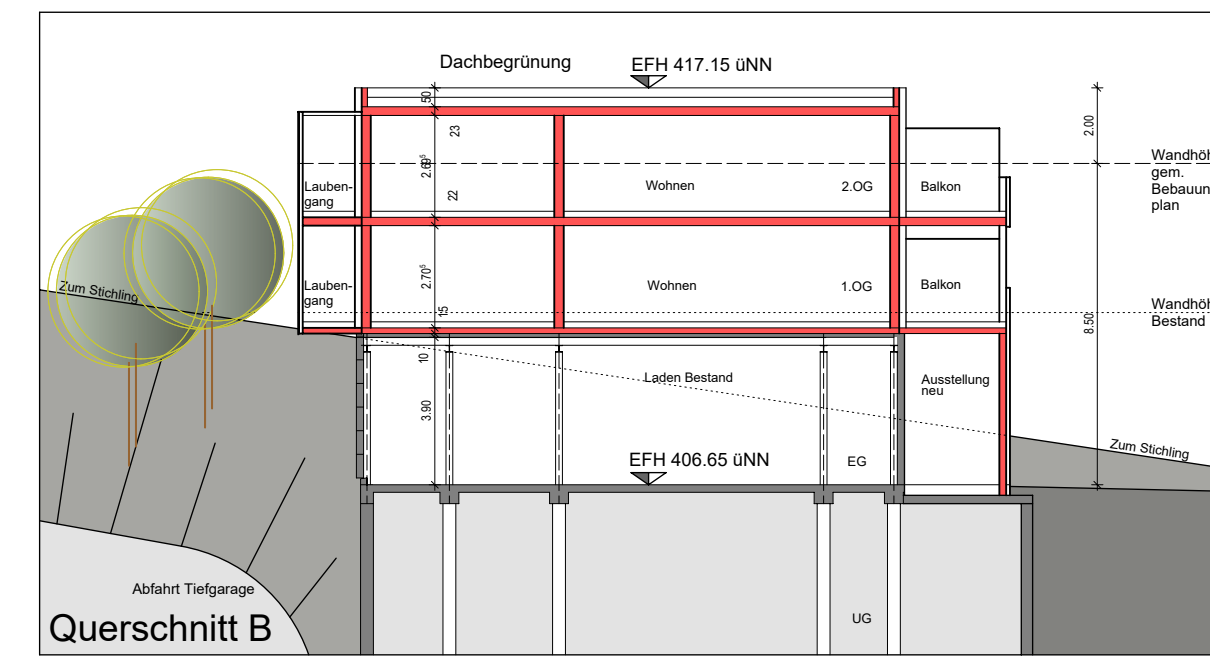 Dachbegrünung
EFH 417.15 üNN
50
2.00
23
Wandhöh
gem.
Bebauun
plan
2.69⁵
22
Lauben-
gang
Wohnen
2.OG
Balkon
Zum Stichling
Lauben-
gang
2.70⁵
Wohnen
1.OG
Balkon
15
Wandhöh
Bestand
8.50
10
Laden Bestand
Ausstellung
neu
3.90
Zum Stichling
EFH 406.65 üNN
EG
Abfahrt Tiefgarage
UG
Querschnitt B